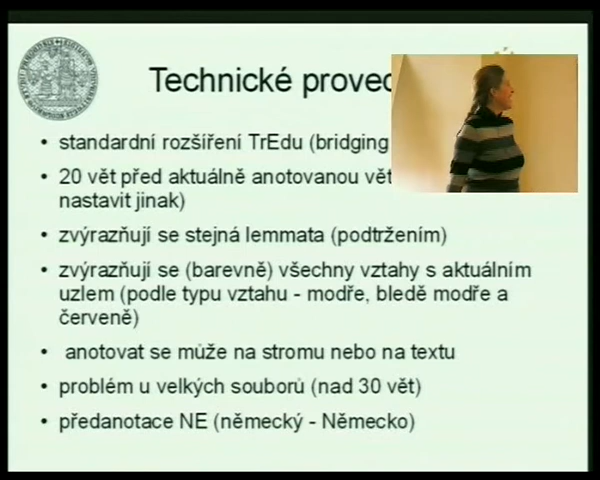 Technické proved
• standardní rozšíření TrEdu (bridging
• 20 vět před aktuálně anotovanou vět
nastavit jinak)
• zvýrazňují se stejná lemmata (podtržením)
• zvýrazňují se (barevně) všechny vztahy s aktuálním
uzlem (podle typu vztahu - modře, bledě modře a
červeně)
• anotovat se může na stromu nebo na textu
• problém u velkých souborů (nad 30 vět)
• předanotace NE (německý - Německo)